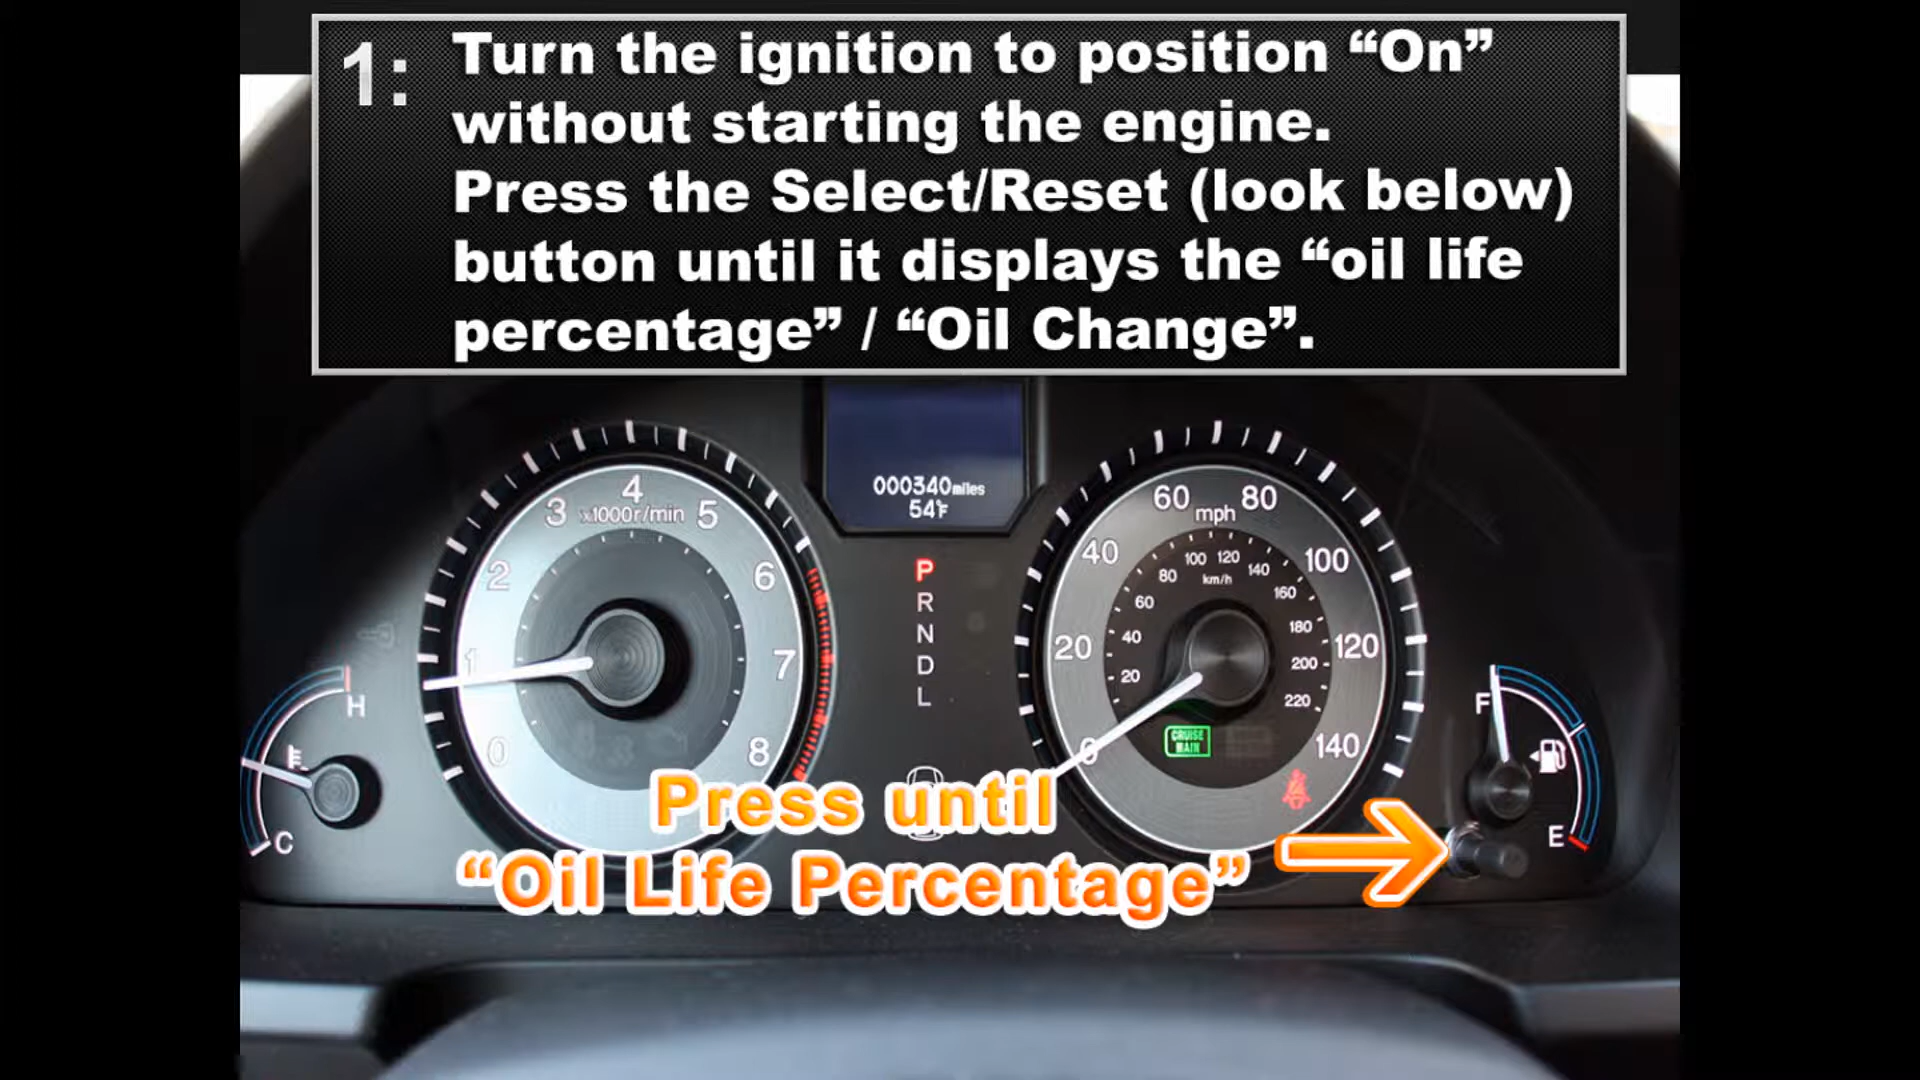 1:
Turn the ignition to position “On”
without starting the engine.
Press the Select/Reset (look below)
button until it displays the “oil life
percentage” / “Oil Change”.
000340 miles
54°F
0
1
2
3
4
5
6
7
8
x1000r/min
P
R
N
D
L
0
20
40
60
80
100
120
140
mph
20
40
60
80
100
120
140
160
180
200
220
km/h
CRUISE
MAIN
H
C
F
E
Press until
“Oil Life Percentage”